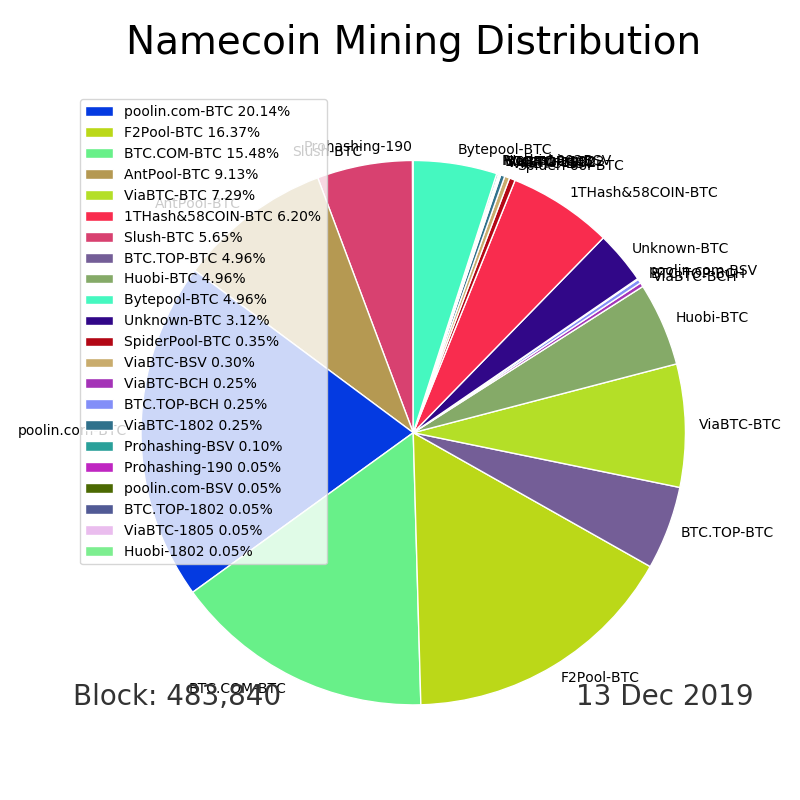 Namecoin Mining Distribution
poolin.com-BTC 20.14%
F2Pool-BTC 16.37%
BTC.COM-BTC 15.48%
AntPool-BTC 9.13%
ViaBTC-BTC 7.29%
1THash&58COIN-BTC 6.20%
Slush-BTC 5.65%
BTC.TOP-BTC 4.96%
Huobi-BTC 4.96%
Bytepool-BTC 4.96%
Unknown-BTC 3.12%
SpiderPool-BTC 0.35%
ViaBTC-BSV 0.30%
ViaBTC-BCH 0.25%
BTC.TOP-BCH 0.25%
ViaBTC-1802 0.25%
Prohashing-BSV 0.10%
Prohashing-190 0.05%
poolin.com-BSV 0.05%
BTC.TOP-1802 0.05%
ViaBTC-1805 0.05%
Huobi-1802 0.05%
Prohashing-190
Slush-BTC
AntPool-BTC
poolin.com-BTC
BTC.COM-BTC
F2Pool-BTC
BTC.TOP-BTC
ViaBTC-BTC
Huobi-BTC
ViaBTC-BCH
poolin.com-BSV
Unknown-BTC
1THash&58COIN-BTC
SpiderPool-BTC
Bytepool-BTC
Block: 483,840
13 Dec 2019